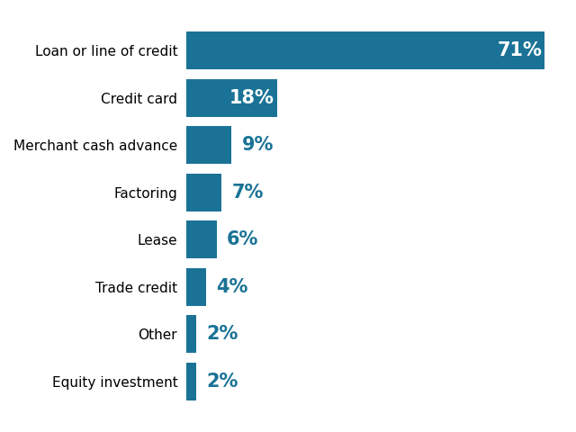 Loan or line of credit 71%
Credit card 18%
Merchant cash advance 9%
Factoring 7%
Lease 6%
Trade credit 4%
Other 2%
Equity investment 2%